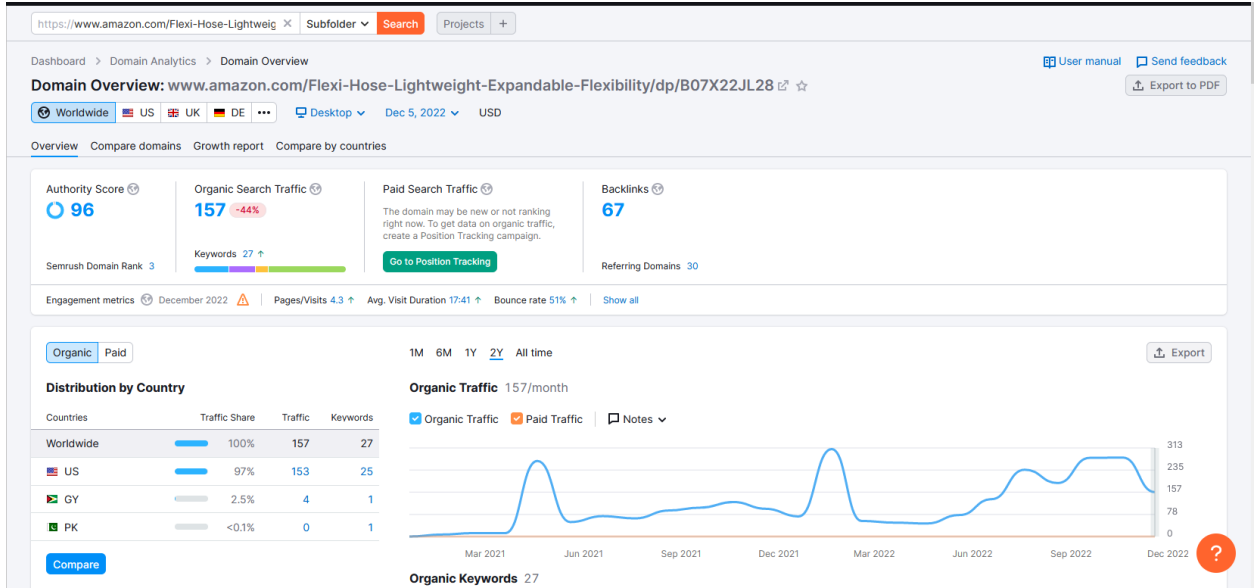 https://www.amazon.com/Flexi-Hose-Lightweig × Subfolder Search Projects +
Dashboard > Domain Analytics > Domain Overview User manual Send feedback
Domain Overview: www.amazon.com/Flexi-Hose-Lightweight-Expandable-Flexibility/dp/B07X22JL28 Export to PDF
Worldwide US UK DE ••• Desktop Dec 5, 2022 USD
Overview Compare domains Growth report Compare by countries
Authority Score Organic Search Traffic Paid Search Traffic Backlinks
96 157 -44% 67
The domain may be new or not ranking
right now. To get data on organic traffic,
create a Position Tracking campaign.
Keywords 27 ↑
Go to Position Tracking
Semrush Domain Rank 3 Referring Domains 30
Engagement metrics December 2022 Pages/Visits 4.3 ↑ Avg. Visit Duration 17:41 ↑ Bounce rate 51% ↑ Show all
Organic Paid
1M 6M 1Y 2Y All time Export
Distribution by Country
Organic Traffic 157/month
Countries Traffic Share Traffic Keywords
Organic Traffic Paid Traffic Notes
Worldwide 100% 157 27
US 97% 153 25
GY 2.5% 4 1
PK <0.1% 0 1
Compare
313
235
157
78
0
Mar 2021 Jun 2021 Sep 2021 Dec 2021 Mar 2022 Jun 2022 Sep 2022 Dec 2022
?
Organic Keywords 27